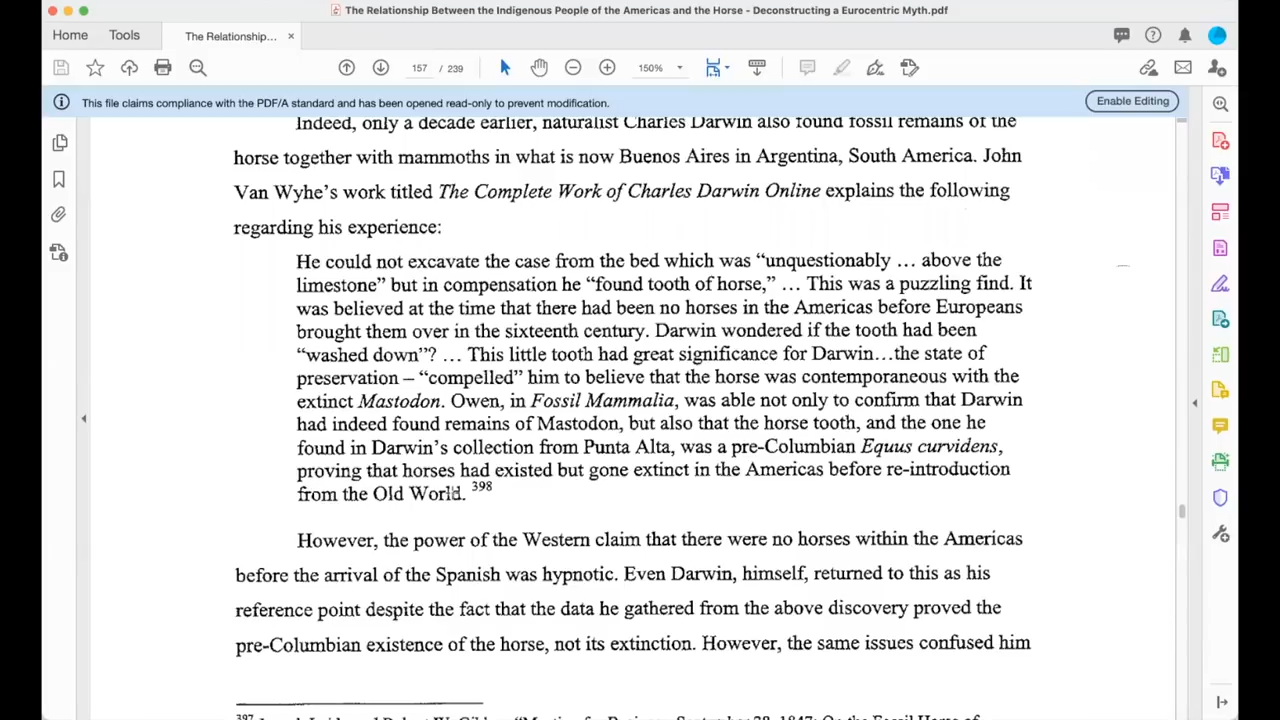 The Relationship Between the Indigenous People of the Americas and the Horse - Deconstructing a Eurocentric Myth.pdf
Home Tools The Relationship... ×
157 / 239 150%
This file claims compliance with the PDF/A standard and has been opened read-only to prevent modification. Enable Editing
Indeed, only a decade earlier, naturalist Charles Darwin also found fossil remains of the
horse together with mammoths in what is now Buenos Aires in Argentina, South America. John
Van Wyhe's work titled The Complete Work of Charles Darwin Online explains the following
regarding his experience:
He could not excavate the case from the bed which was “unquestionably … above the
limestone” but in compensation he “found tooth of horse,” … This was a puzzling find. It
was believed at the time that there had been no horses in the Americas before Europeans
brought them over in the sixteenth century. Darwin wondered if the tooth had been
“washed down”? … This little tooth had great significance for Darwin…the state of
preservation – “compelled” him to believe that the horse was contemporaneous with the
extinct Mastodon. Owen, in Fossil Mammalia, was able not only to confirm that Darwin
had indeed found remains of Mastodon, but also that the horse tooth, and the one he
found in Darwin's collection from Punta Alta, was a pre-Columbian Equus curvidens,
proving that horses had existed but gone extinct in the Americas before re-introduction
from the Old World. 398
However, the power of the Western claim that there were no horses within the Americas
before the arrival of the Spanish was hypnotic. Even Darwin, himself, returned to this as his
reference point despite the fact that the data he gathered from the above discovery proved the
pre-Columbian existence of the horse, not its extinction. However, the same issues confused him
397